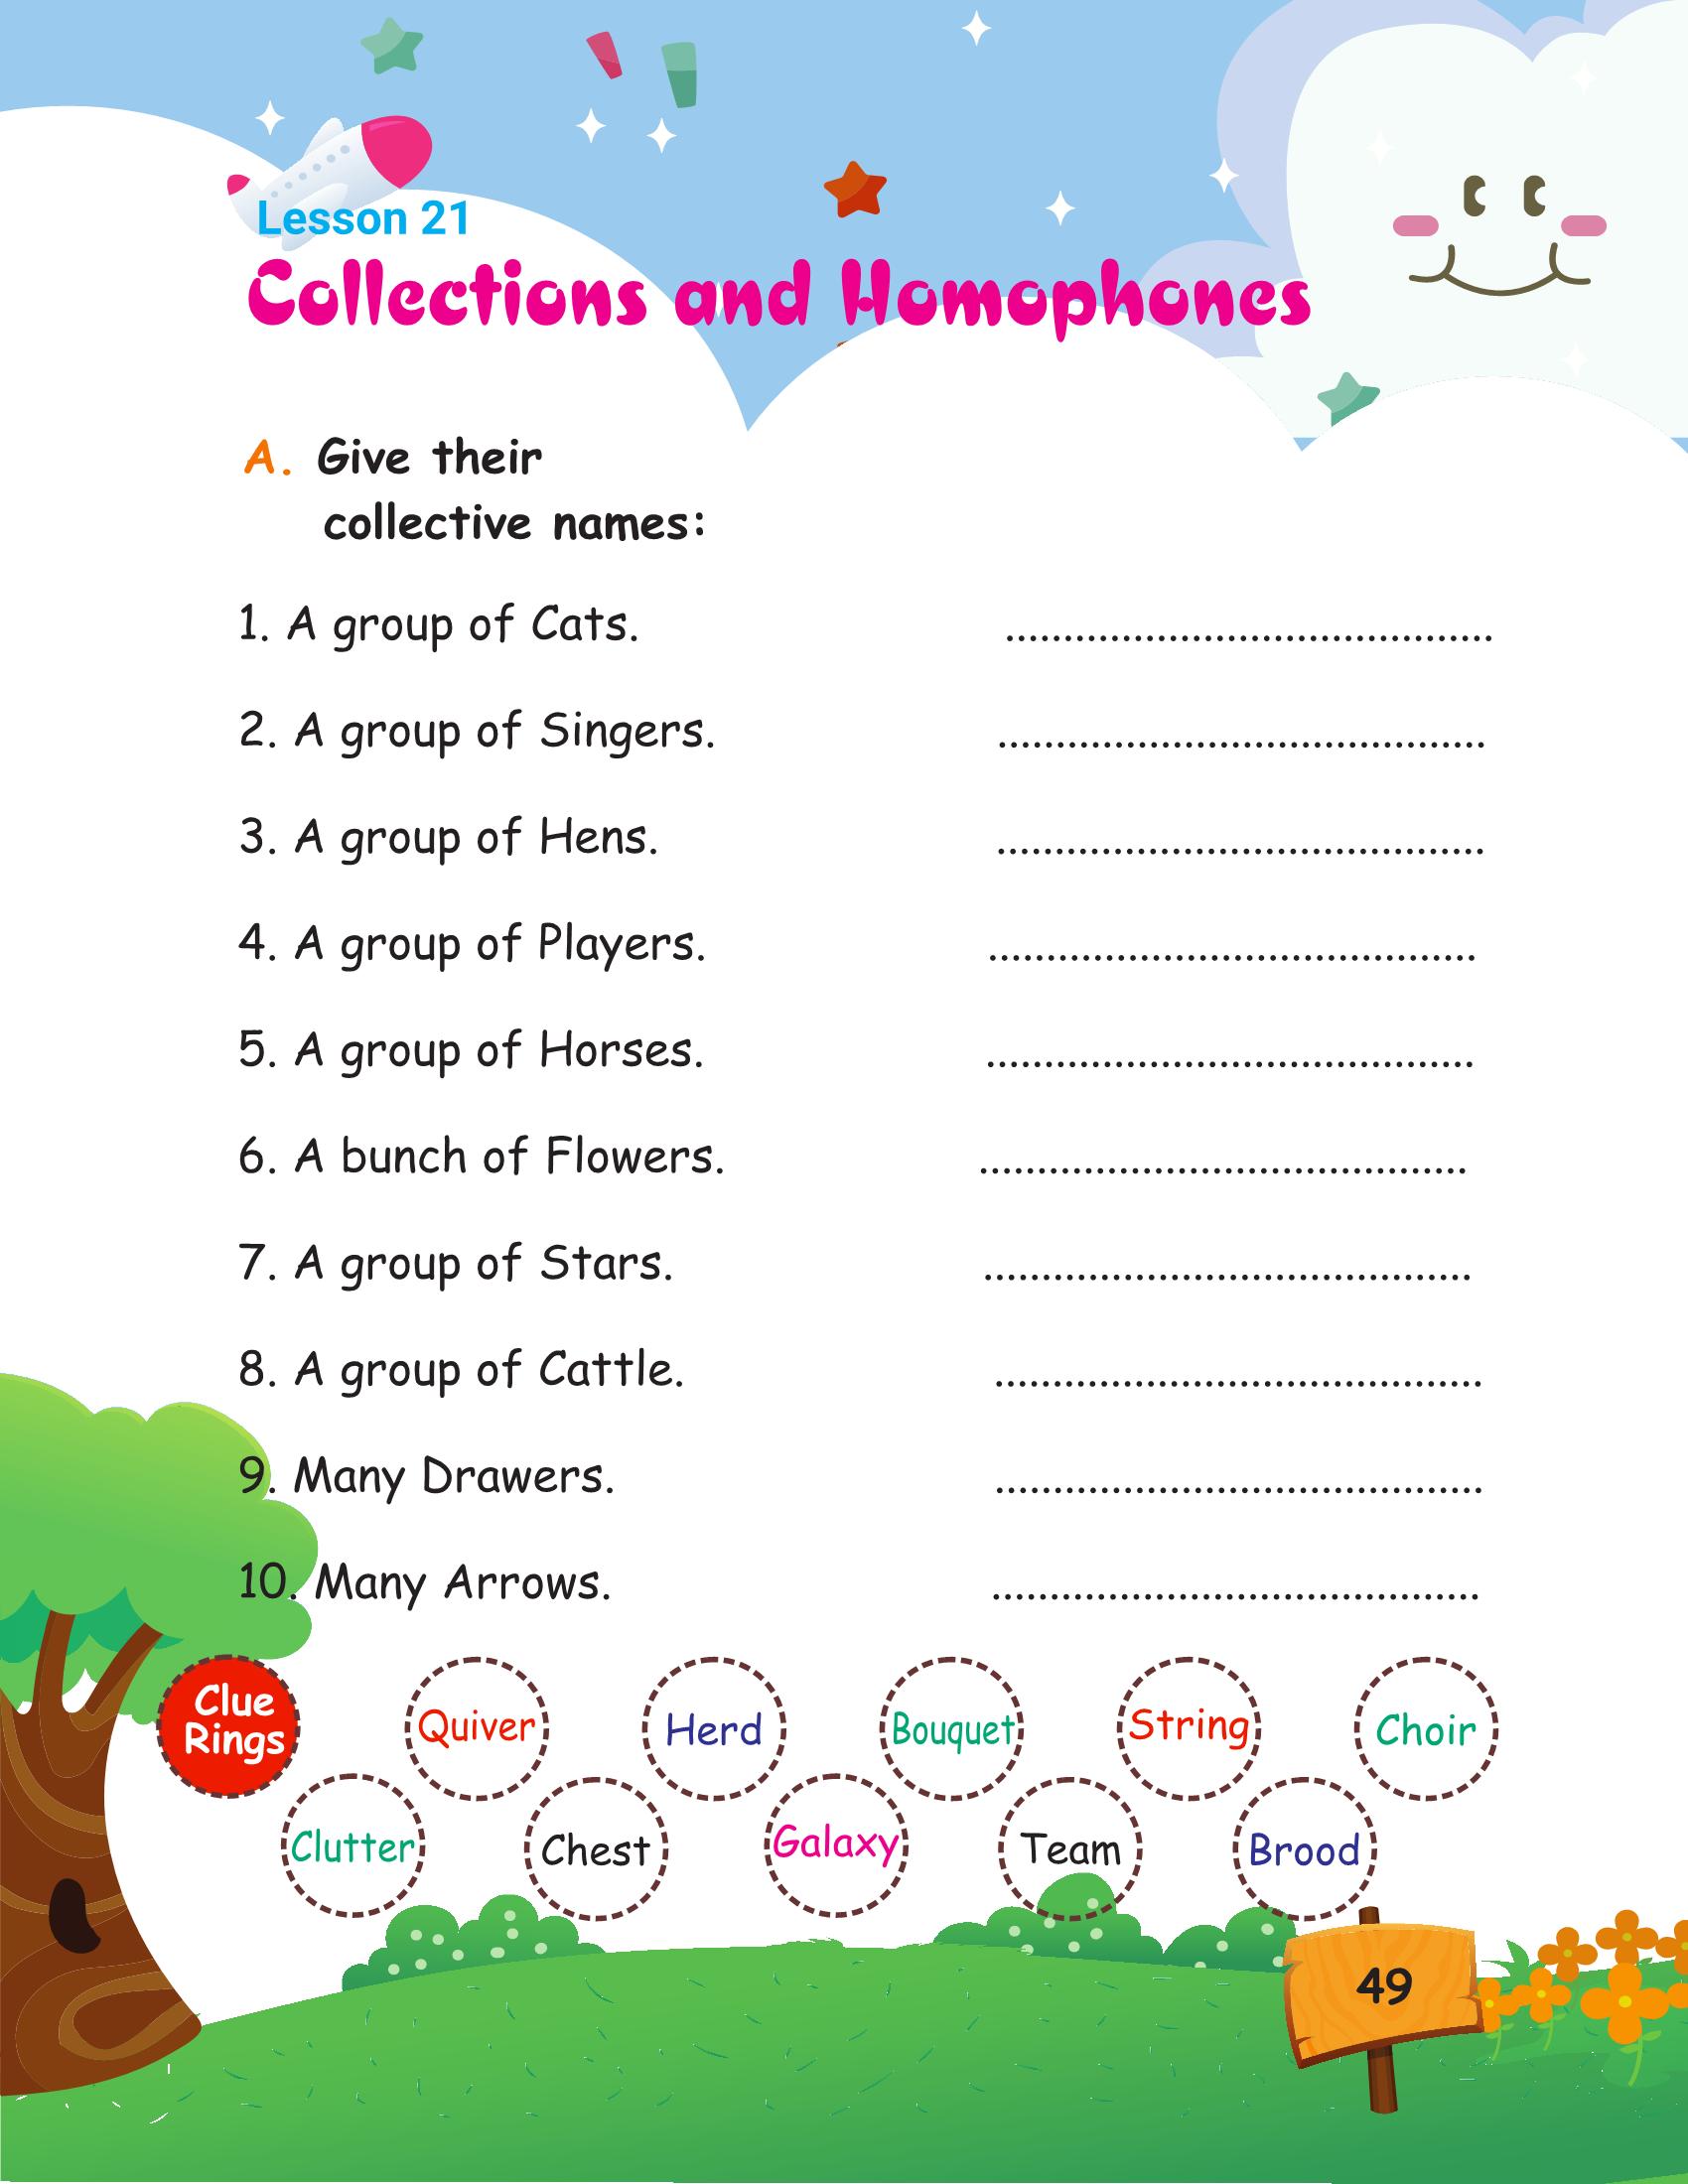 Lesson 21
Collections and Homophones
A. Give their
collective names:
1. A group of Cats. ..........................................
2. A group of Singers. ..........................................
3. A group of Hens. ..........................................
4. A group of Players. ..........................................
5. A group of Horses. ..........................................
6. A bunch of Flowers. ..........................................
7. A group of Stars. ..........................................
8. A group of Cattle. ..........................................
9. Many Drawers. ..........................................
10. Many Arrows. ..........................................
Clue
Rings
Quiver Herd Bouquet String Choir
Clutter Chest Galaxy Team Brood
49